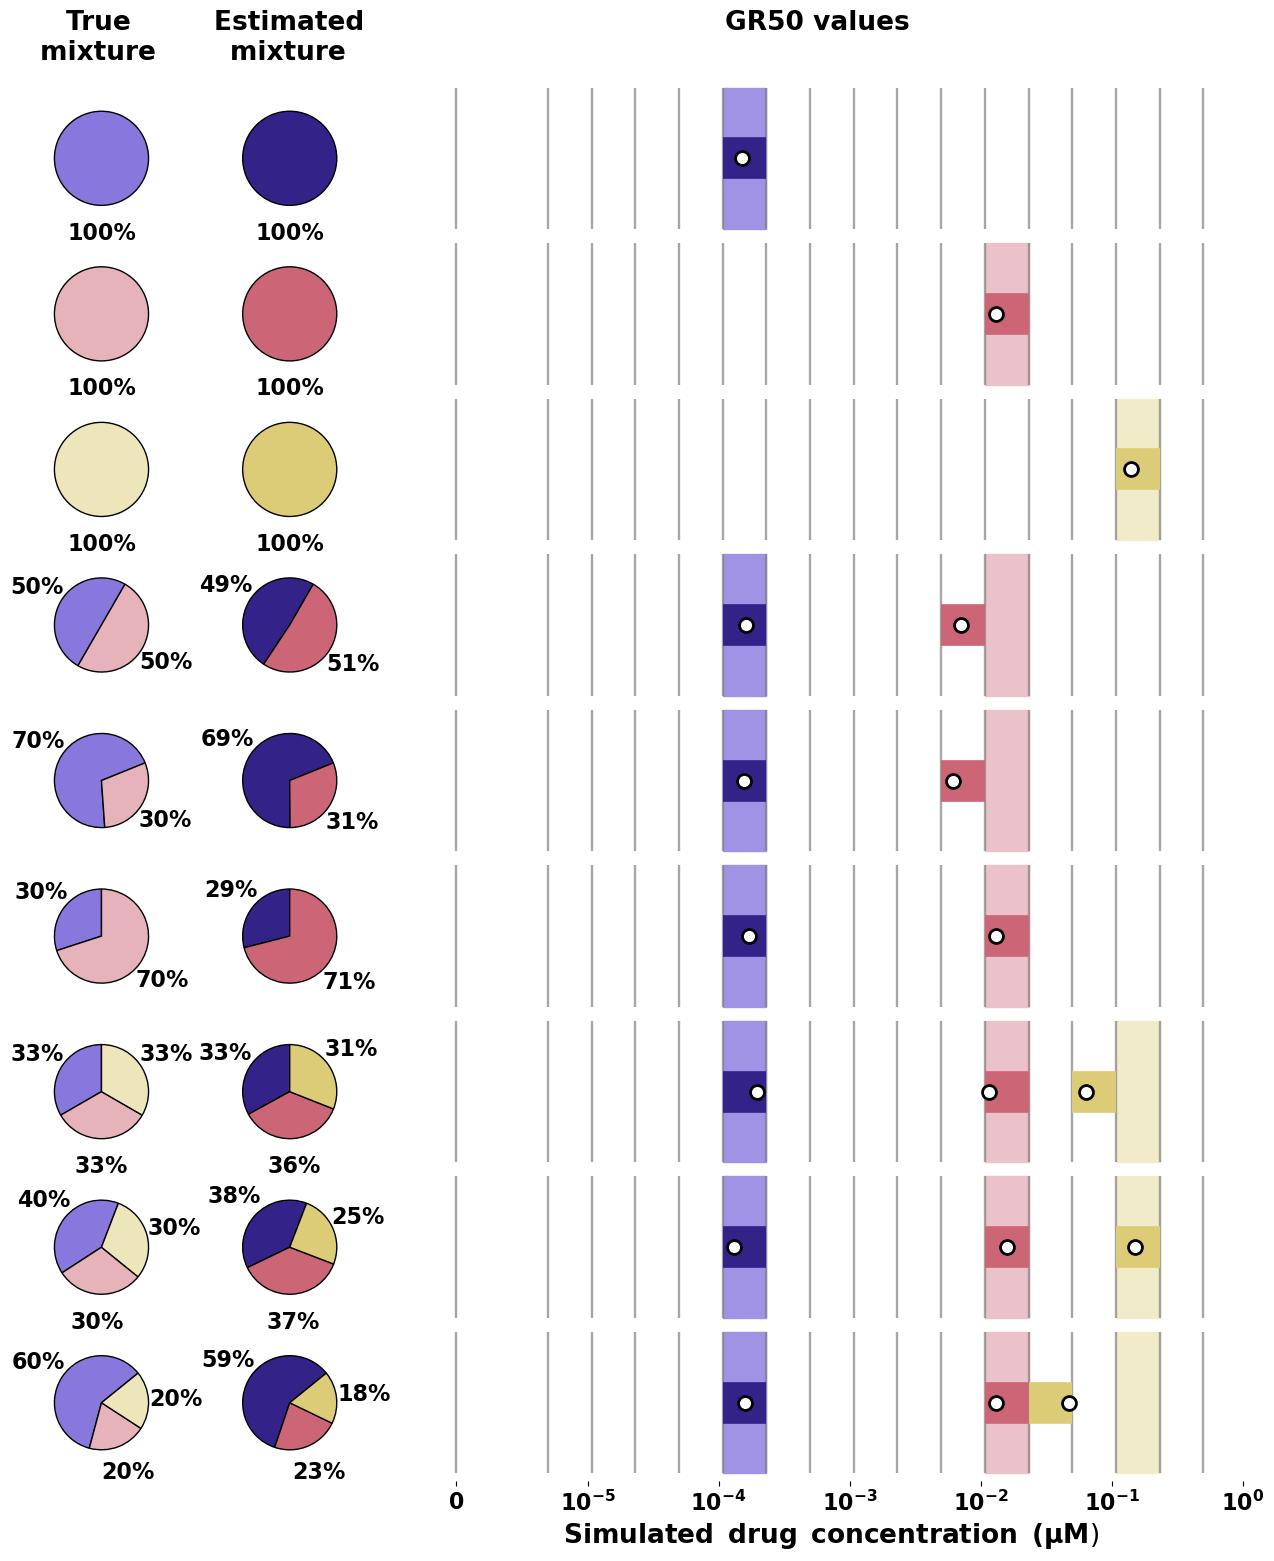 True mixture
Estimated mixture
GR50 values
100% 100%
100% 100%
100% 100%
50% 49%
50% 51%
70% 69%
30% 31%
30% 29%
70% 71%
33% 33% 33% 31%
33% 36%
40% 30% 38% 25%
30% 37%
60% 20% 59% 18%
20% 23%
0 10⁻⁵ 10⁻⁴ 10⁻³ 10⁻² 10⁻¹ 10⁰
Simulated drug concentration (μM)